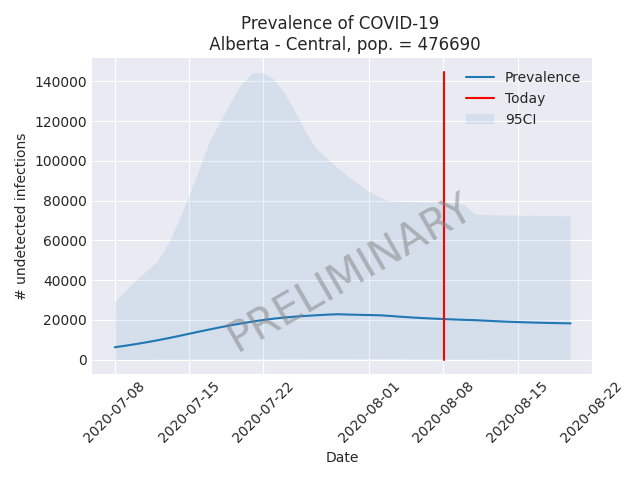 Prevalence of COVID-19
Alberta - Central, pop. = 476690
140000
120000
100000
80000
60000
40000
20000
0
# undetected infections
Prevalence
Today
95CI
PRELIMINARY
2020-07-08
2020-07-15
2020-07-22
2020-08-01
2020-08-08
2020-08-15
2020-08-22
Date